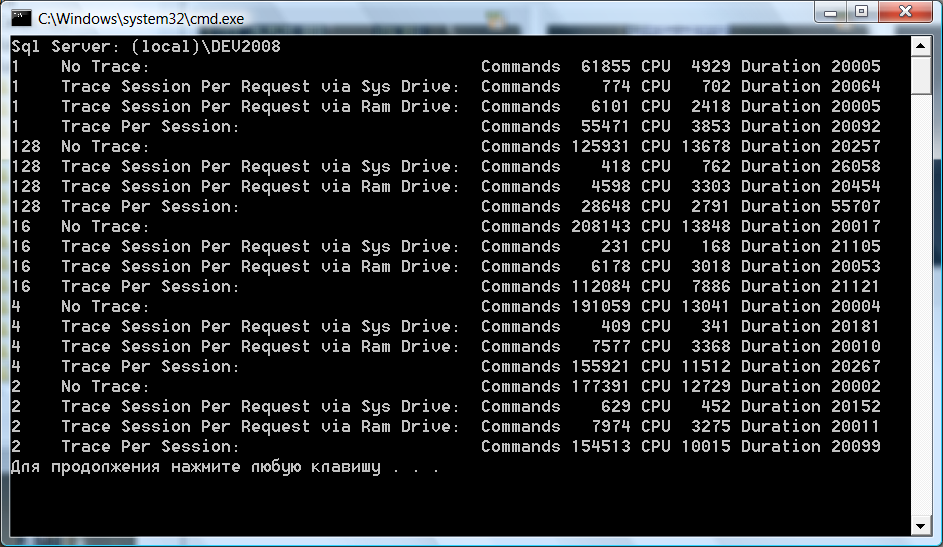 C:\Windows\system32\cmd.exe
Sql Server: (local)\DEV2008
1    No Trace:                                 Commands  61855 CPU  4929 Duration 20005
1    Trace Session Per Request via Sys Drive:  Commands    774 CPU   702 Duration 20064
1    Trace Session Per Request via Ram Drive:  Commands   6101 CPU  2418 Duration 20005
1    Trace Per Session:                        Commands  55471 CPU  3853 Duration 20092
128  No Trace:                                 Commands 125931 CPU 13678 Duration 20257
128  Trace Session Per Request via Sys Drive:  Commands    418 CPU   762 Duration 26058
128  Trace Session Per Request via Ram Drive:  Commands   4598 CPU  3303 Duration 20454
128  Trace Per Session:                        Commands  28648 CPU  2791 Duration 55707
16   No Trace:                                 Commands 208143 CPU 13848 Duration 20017
16   Trace Session Per Request via Sys Drive:  Commands    231 CPU   168 Duration 21105
16   Trace Session Per Request via Ram Drive:  Commands   6178 CPU  3018 Duration 20053
16   Trace Per Session:                        Commands 112084 CPU  7886 Duration 21121
4    No Trace:                                 Commands 191059 CPU 13041 Duration 20004
4    Trace Session Per Request via Sys Drive:  Commands    409 CPU   341 Duration 20181
4    Trace Session Per Request via Ram Drive:  Commands   7577 CPU  3368 Duration 20010
4    Trace Per Session:                        Commands 155921 CPU 11512 Duration 20267
2    No Trace:                                 Commands 177391 CPU 12729 Duration 20002
2    Trace Session Per Request via Sys Drive:  Commands    629 CPU   452 Duration 20152
2    Trace Session Per Request via Ram Drive:  Commands   7974 CPU  3275 Duration 20011
2    Trace Per Session:                        Commands 154513 CPU 10015 Duration 20099
Для продолжения нажмите любую клавишу . . .